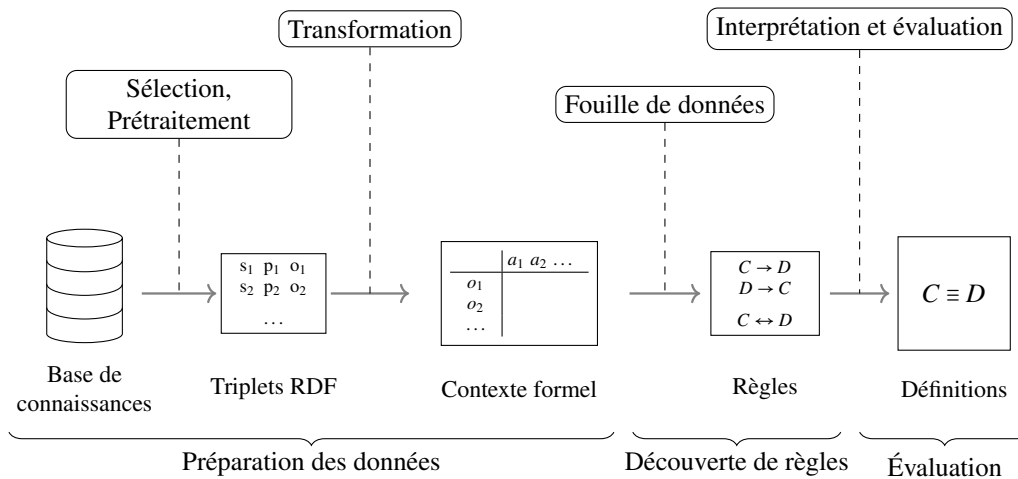 Transformation
Interprétation et évaluation
Sélection,
Prétraitement
Fouille de données
s₁ p₁ o₁
s₂ p₂ o₂
...
a₁ a₂ ...
o₁
o₂
...
C → D
D → C
C ↔ D
C ≡ D
Base de
connaissances
Triplets RDF
Contexte formel
Règles
Définitions
Préparation des données
Découverte de règles
Évaluation